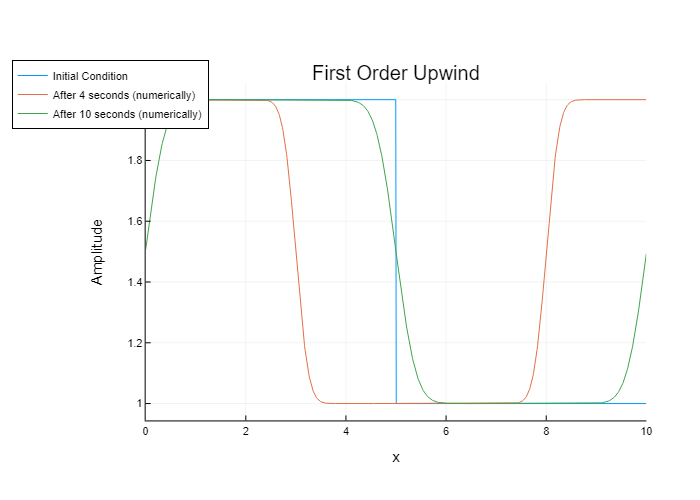 First Order Upwind
Initial Condition
After 4 seconds (numerically)
After 10 seconds (numerically)
1.8
1.6
1.4
1.2
1
Amplitude
0 2 4 6 8 10
x